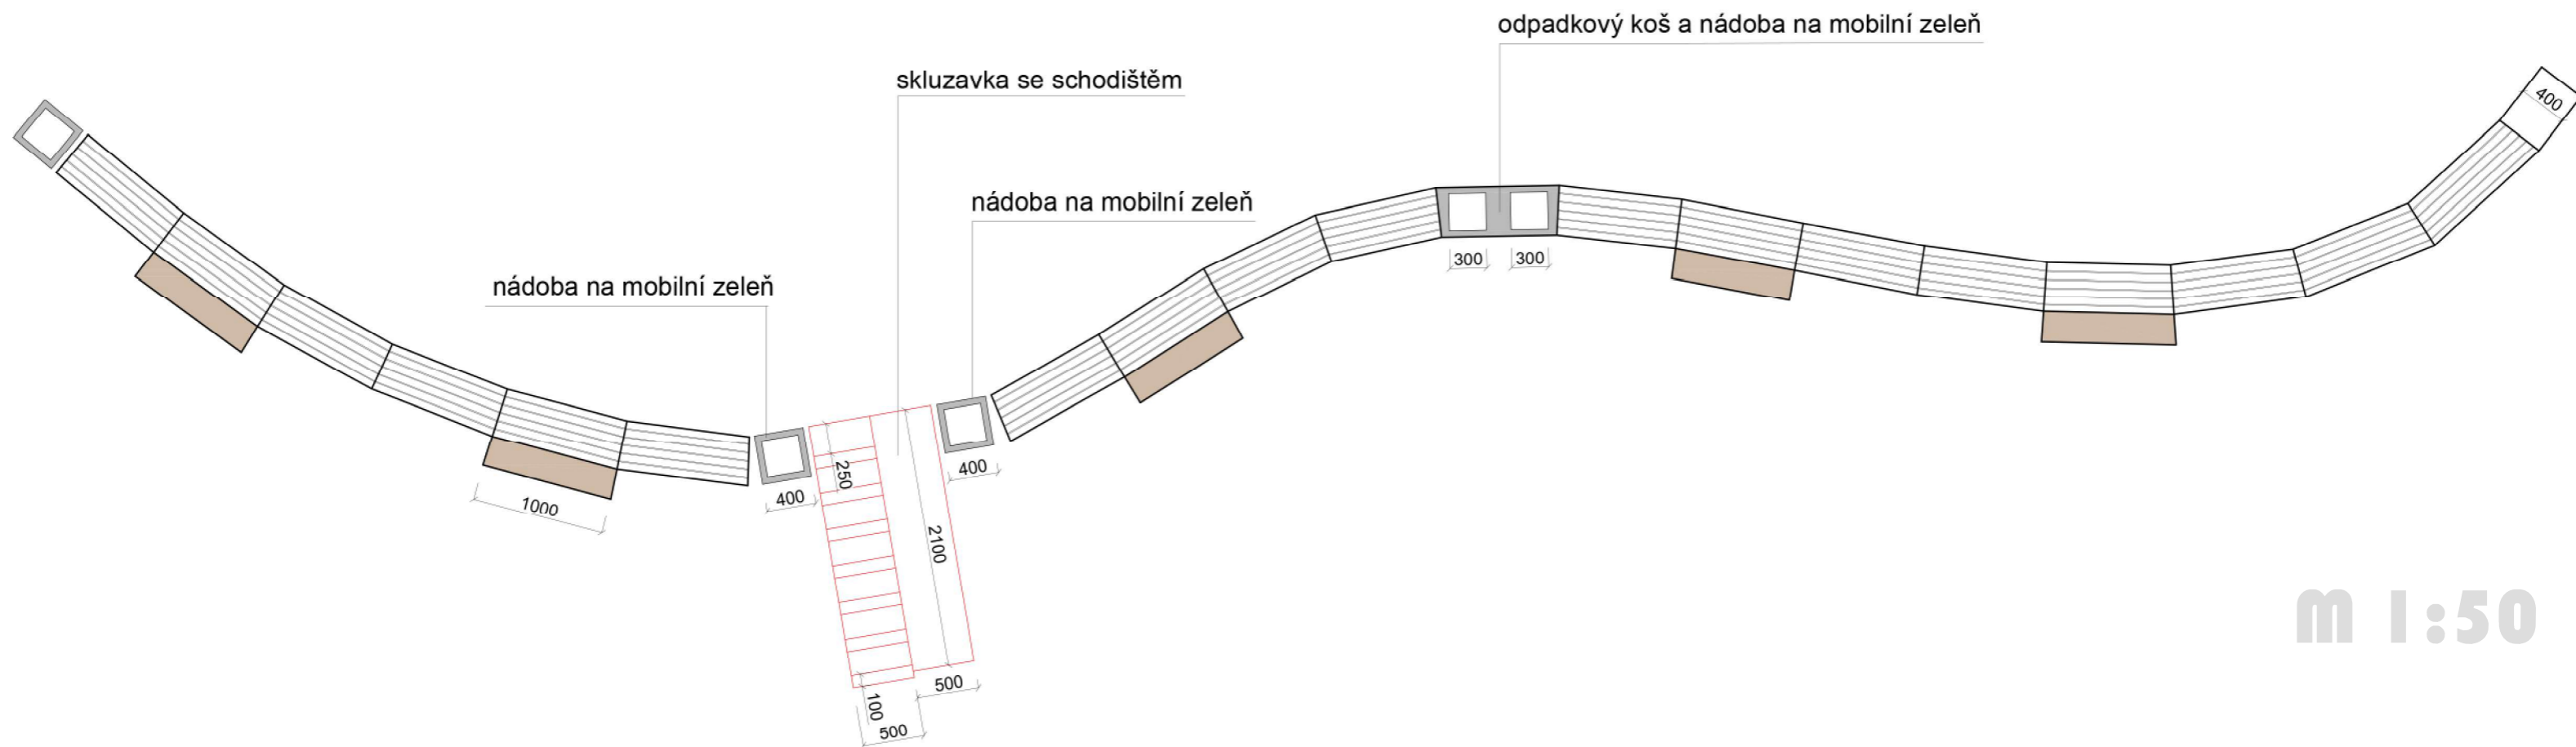 odpadkový koš a nádoba na mobilní zeleň
skluzavka se schodištěm
400
nádoba na mobilní zeleň
300
300
nádoba na mobilní zeleň
250
400
400
1000
2100
500
100
500
M 1:50